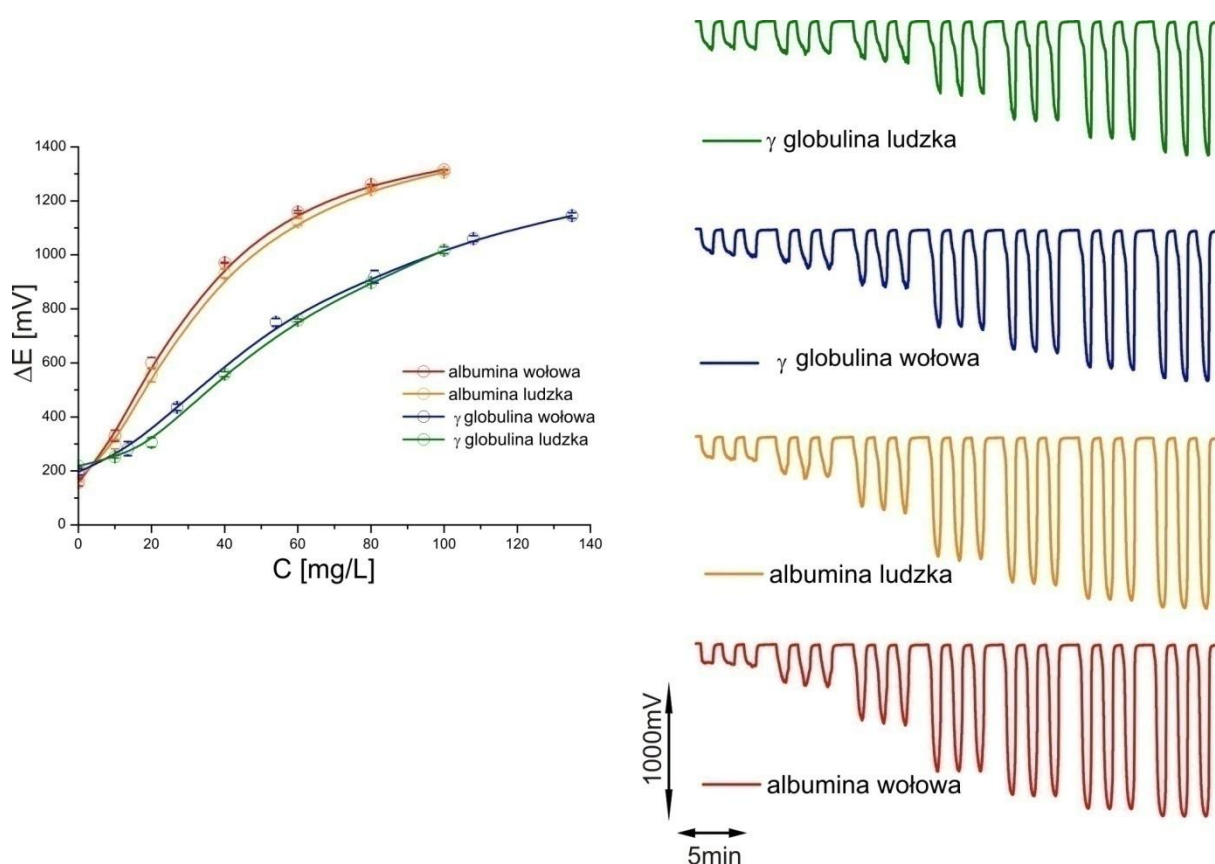 1400
1200
1000
800
600
400
200
0
ΔE [mV]
0 20 40 60 80 100 120 140
C [mg/L]
albumina wołowa
albumina ludzka
γ globulina wołowa
γ globulina ludzka
γ globulina ludzka
γ globulina wołowa
albumina ludzka
albumina wołowa
1000mV
5min